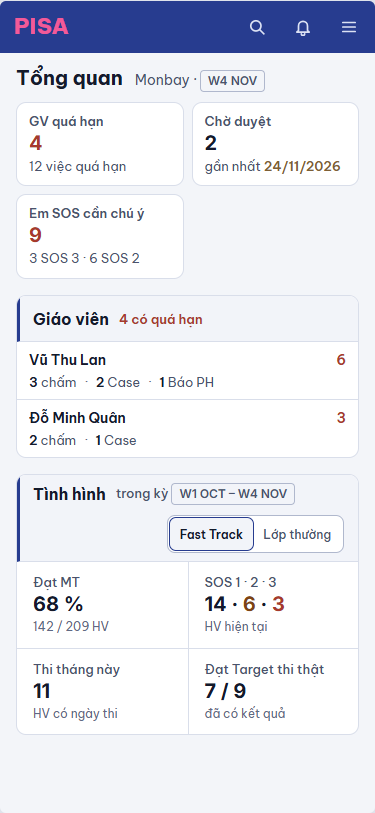 PISA
Tổng quan Monbay · W4 NOV
GV quá hạn
4
12 việc quá hạn
Chờ duyệt
2
gần nhất 24/11/2026
Em SOS cần chú ý
9
3 SOS 3 · 6 SOS 2
Giáo viên 4 có quá hạn
Vũ Thu Lan 6
3 chấm · 2 Case · 1 Báo PH
Đỗ Minh Quân 3
2 chấm · 1 Case
Tình hình trong kỳ W1 OCT – W4 NOV
Fast Track Lớp thường
Đạt MT
68 %
142 / 209 HV
SOS 1 · 2 · 3
14 · 6 · 3
HV hiện tại
Thi tháng này
11
HV có ngày thi
Đạt Target thi thật
7 / 9
đã có kết quả